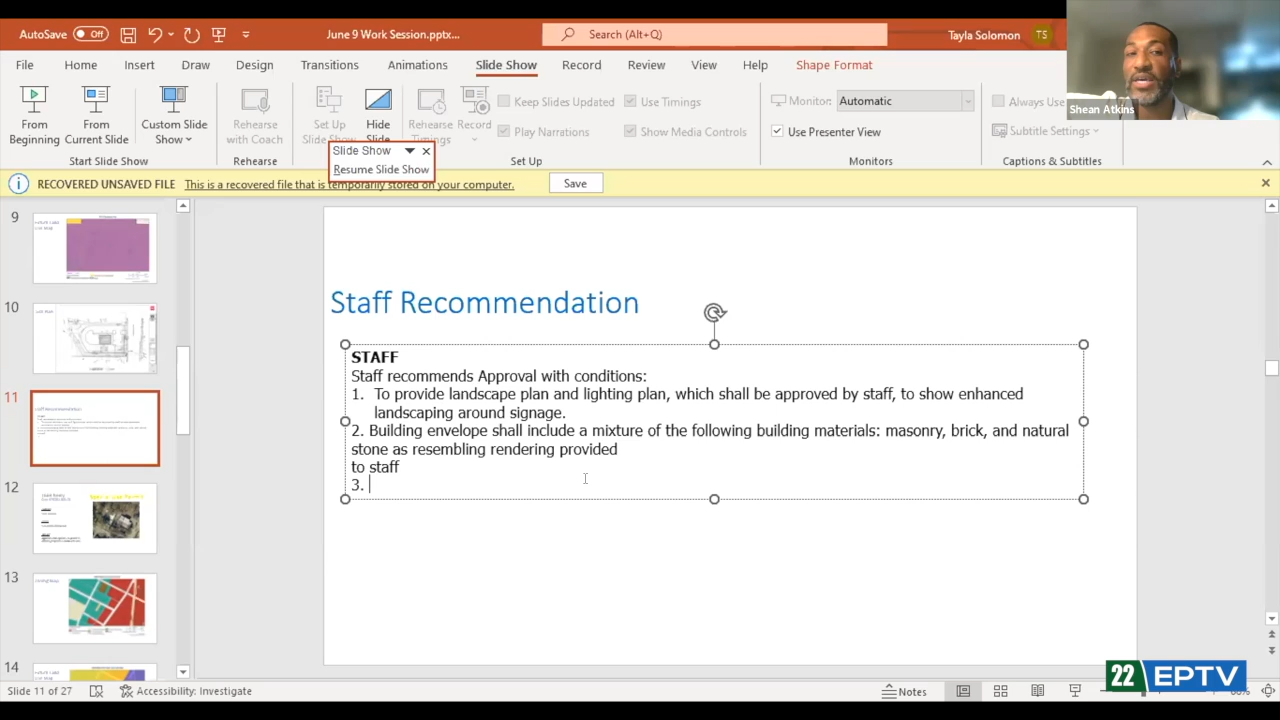 AutoSave Off June 9 Work Session.pptx... Search (Alt+Q) Tayla Solomon TS
File Home Insert Draw Design Transitions Animations Slide Show Record Review View Help Shape Format
Shean Atkins
From Beginning
From Current Slide
Custom Slide Show
Rehearse with Coach
Set Up Slide Show
Hide Slide
Rehearse Timings
Record
Keep Slides Updated
Use Timings
Play Narrations
Show Media Controls
Monitor: Automatic
Use Presenter View
Always Use
Subtitle Settings
Start Slide Show Rehearse Set Up Monitors Captions & Subtitles
Slide Show
Resume Slide Show
RECOVERED UNSAVED FILE This is a recovered file that is temporarily stored on your computer. Save
9
10
11
12
13
14
Staff Recommendation
STAFF
Staff recommends Approval with conditions:
1. To provide landscape plan and lighting plan, which shall be approved by staff, to show enhanced
landscaping around signage.
2. Building envelope shall include a mixture of the following building materials: masonry, brick, and natural
stone as resembling rendering provided
to staff
3.
22 EPTV
Slide 11 of 27 Accessibility: Investigate Notes